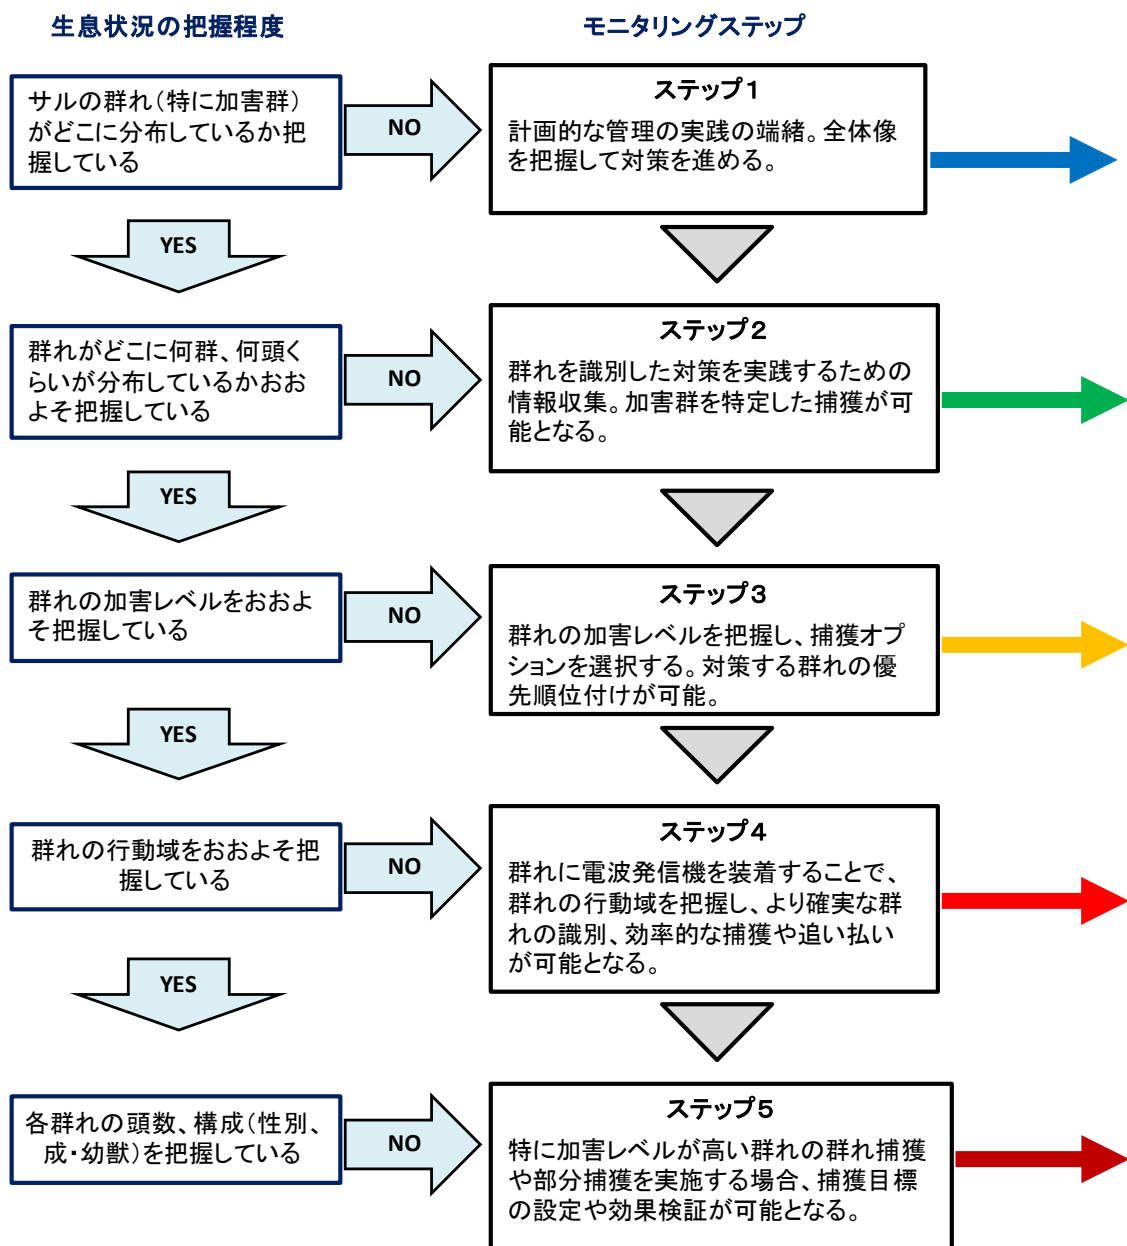 生息状況の把握程度
モニタリングステップ
サルの群れ（特に加害群）
がどこに分布しているか把
握している
NO
ステップ１
計画的な管理の実践の端緒。全体像
を把握して対策を進める。
YES
群れがどこに何群、何頭く
らいが分布しているかおお
よそ把握している
NO
ステップ２
群れを識別した対策を実践するための
情報収集。加害群を特定した捕獲が可
能となる。
YES
群れの加害レベルをおおよ
そ把握している
NO
ステップ３
群れの加害レベルを把握し、捕獲オプ
ションを選択する。対策する群れの優
先順位付けが可能。
YES
群れの行動域をおおよそ把
握している
NO
ステップ４
群れに電波発信機を装着することで、
群れの行動域を把握し、より確実な群
れの識別、効率的な捕獲や追い払い
が可能となる。
YES
各群れの頭数、構成（性別、
成・幼獣）を把握している
NO
ステップ５
特に加害レベルが高い群れの群れ捕獲
や部分捕獲を実施する場合、捕獲目標
の設定や効果検証が可能となる。